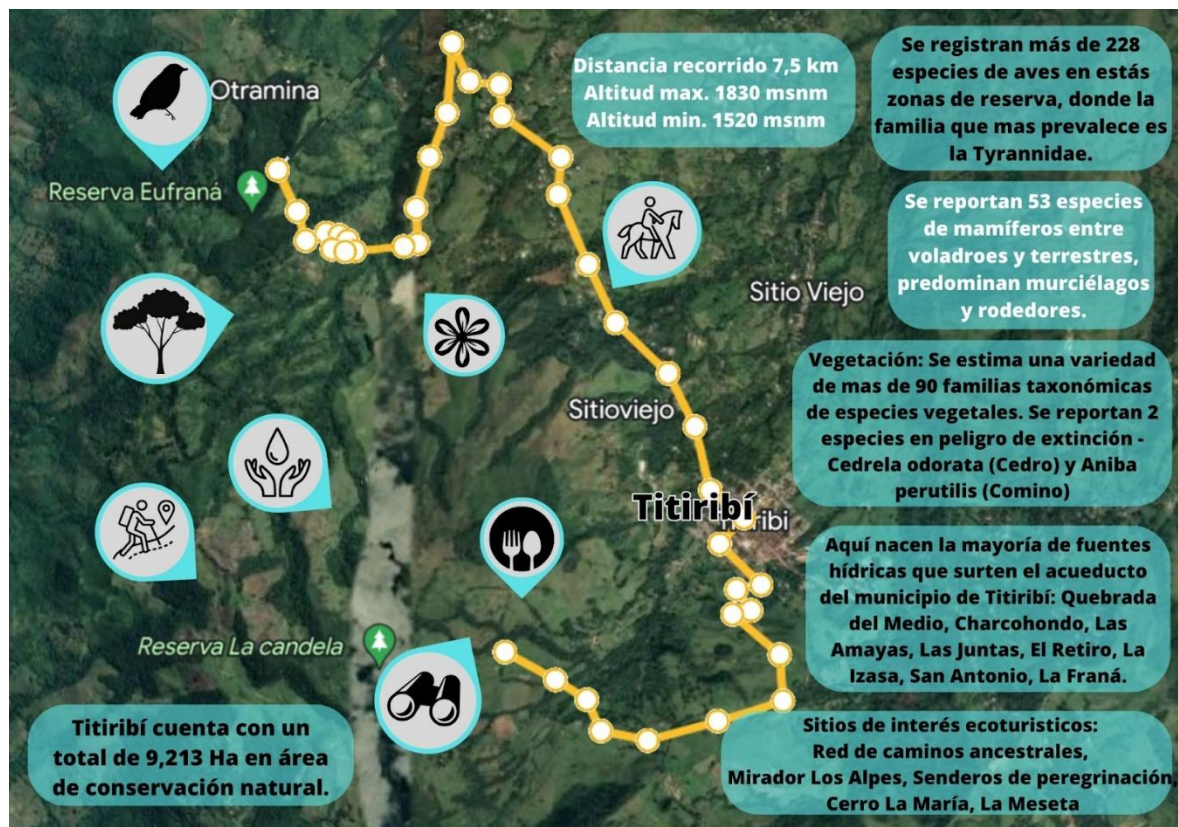 Otramina
Reserva Eufraná
Distancia recorrido 7,5 km
Altitud max. 1830 msnm
Altitud min. 1520 msnm
Se registran más de 228
especies de aves en estás
zonas de reserva, donde la
familia que mas prevalece es
la Tyrannidae.
Se reportan 53 especies
de mamíferos entre
voladroes y terrestres,
predominan murciélagos
y rodedores.
Sitio Viejo
Sitioviejo
Vegetación: Se estima una variedad
de mas de 90 familias taxonómicas
de especies vegetales. Se reportan 2
especies en peligro de extinción -
Cedrela odorata (Cedro) y Aniba
perutilis (Comino)
Titiribí
Aquí nacen la mayoría de fuentes
hídricas que surten el acueducto
del municipio de Titiribí: Quebrada
del Medio, Charcohondo, Las
Amayas, Las Juntas, El Retiro, La
Izasa, San Antonio, La Franá.
Reserva La candela
Titiribí cuenta con un
total de 9,213 Ha en área
de conservación natural.
Sitios de interés ecoturisticos:
Red de caminos ancestrales,
Mirador Los Alpes, Senderos de peregrinación,
Cerro La María, La Meseta